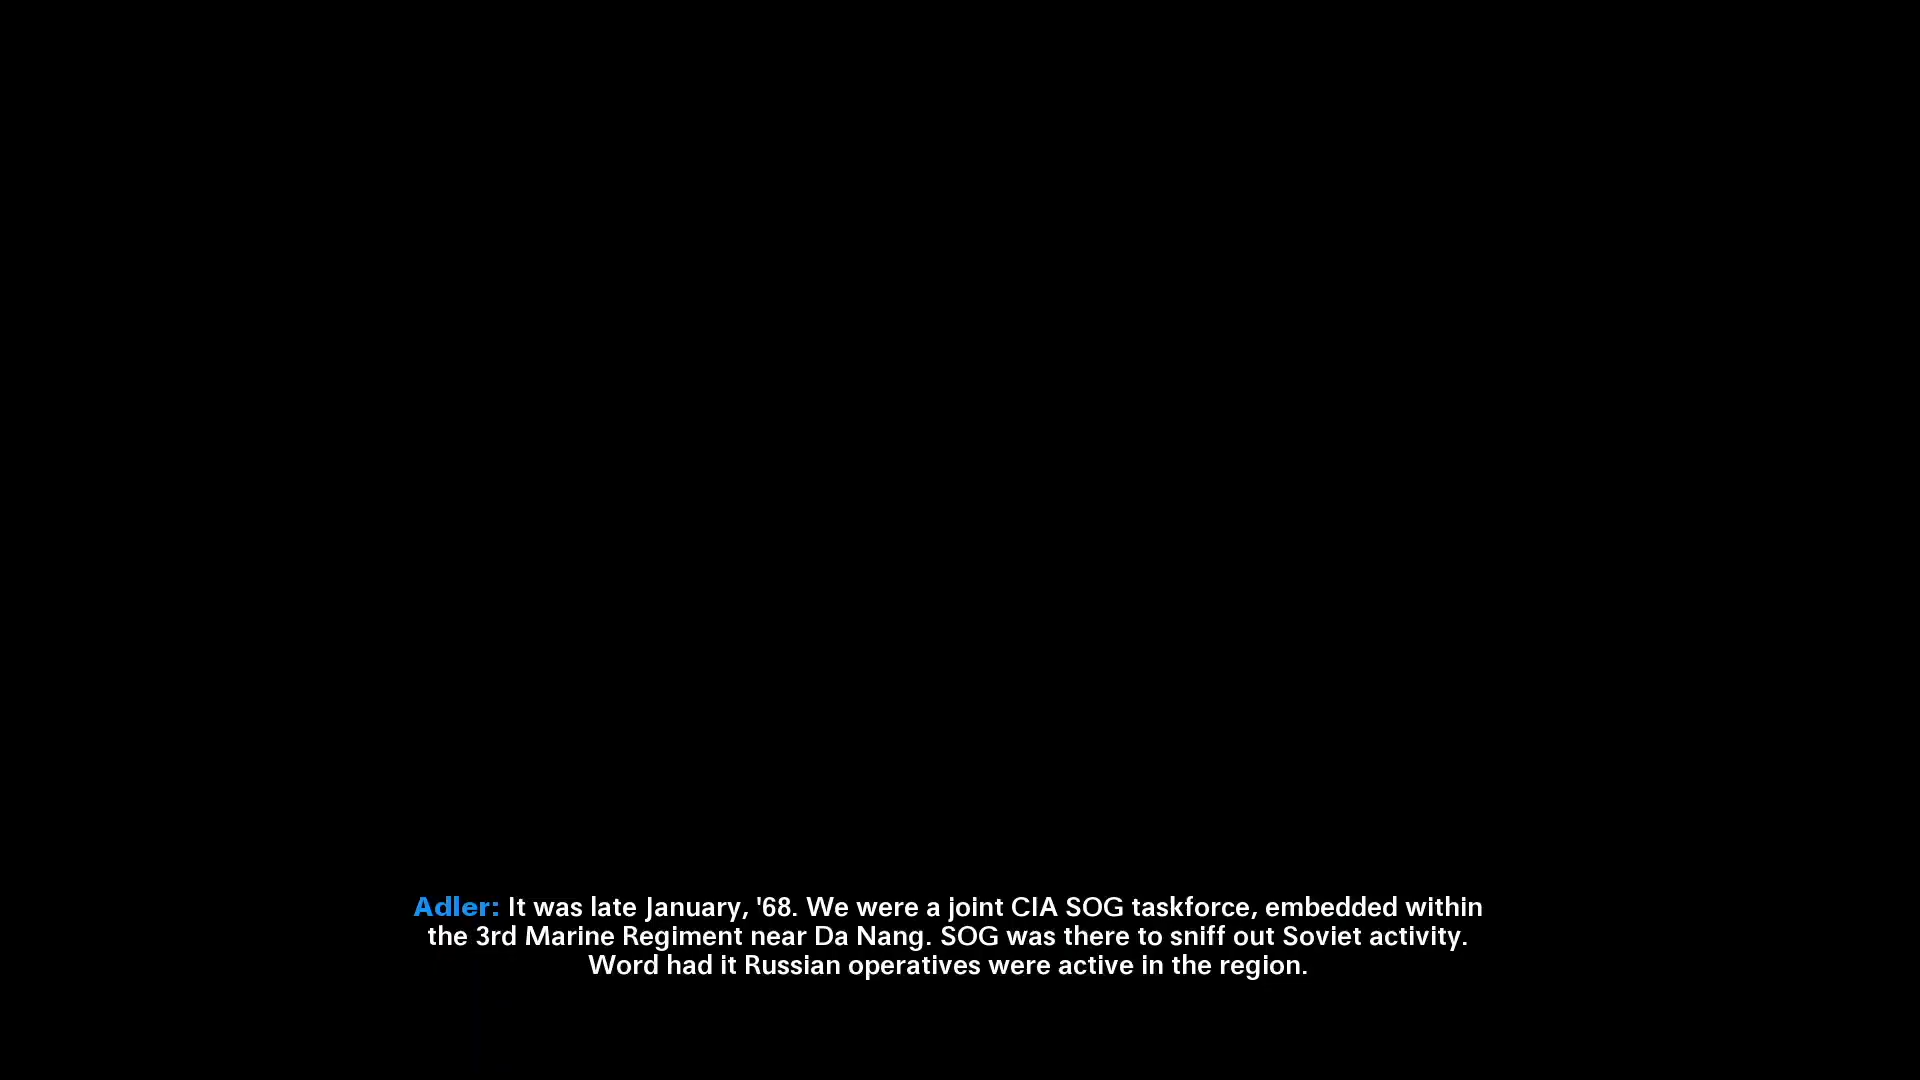 Adler: It was late January, '68. We were a joint CIA SOG taskforce, embedded within
the 3rd Marine Regiment near Da Nang. SOG was there to sniff out Soviet activity.
Word had it Russian operatives were active in the region.